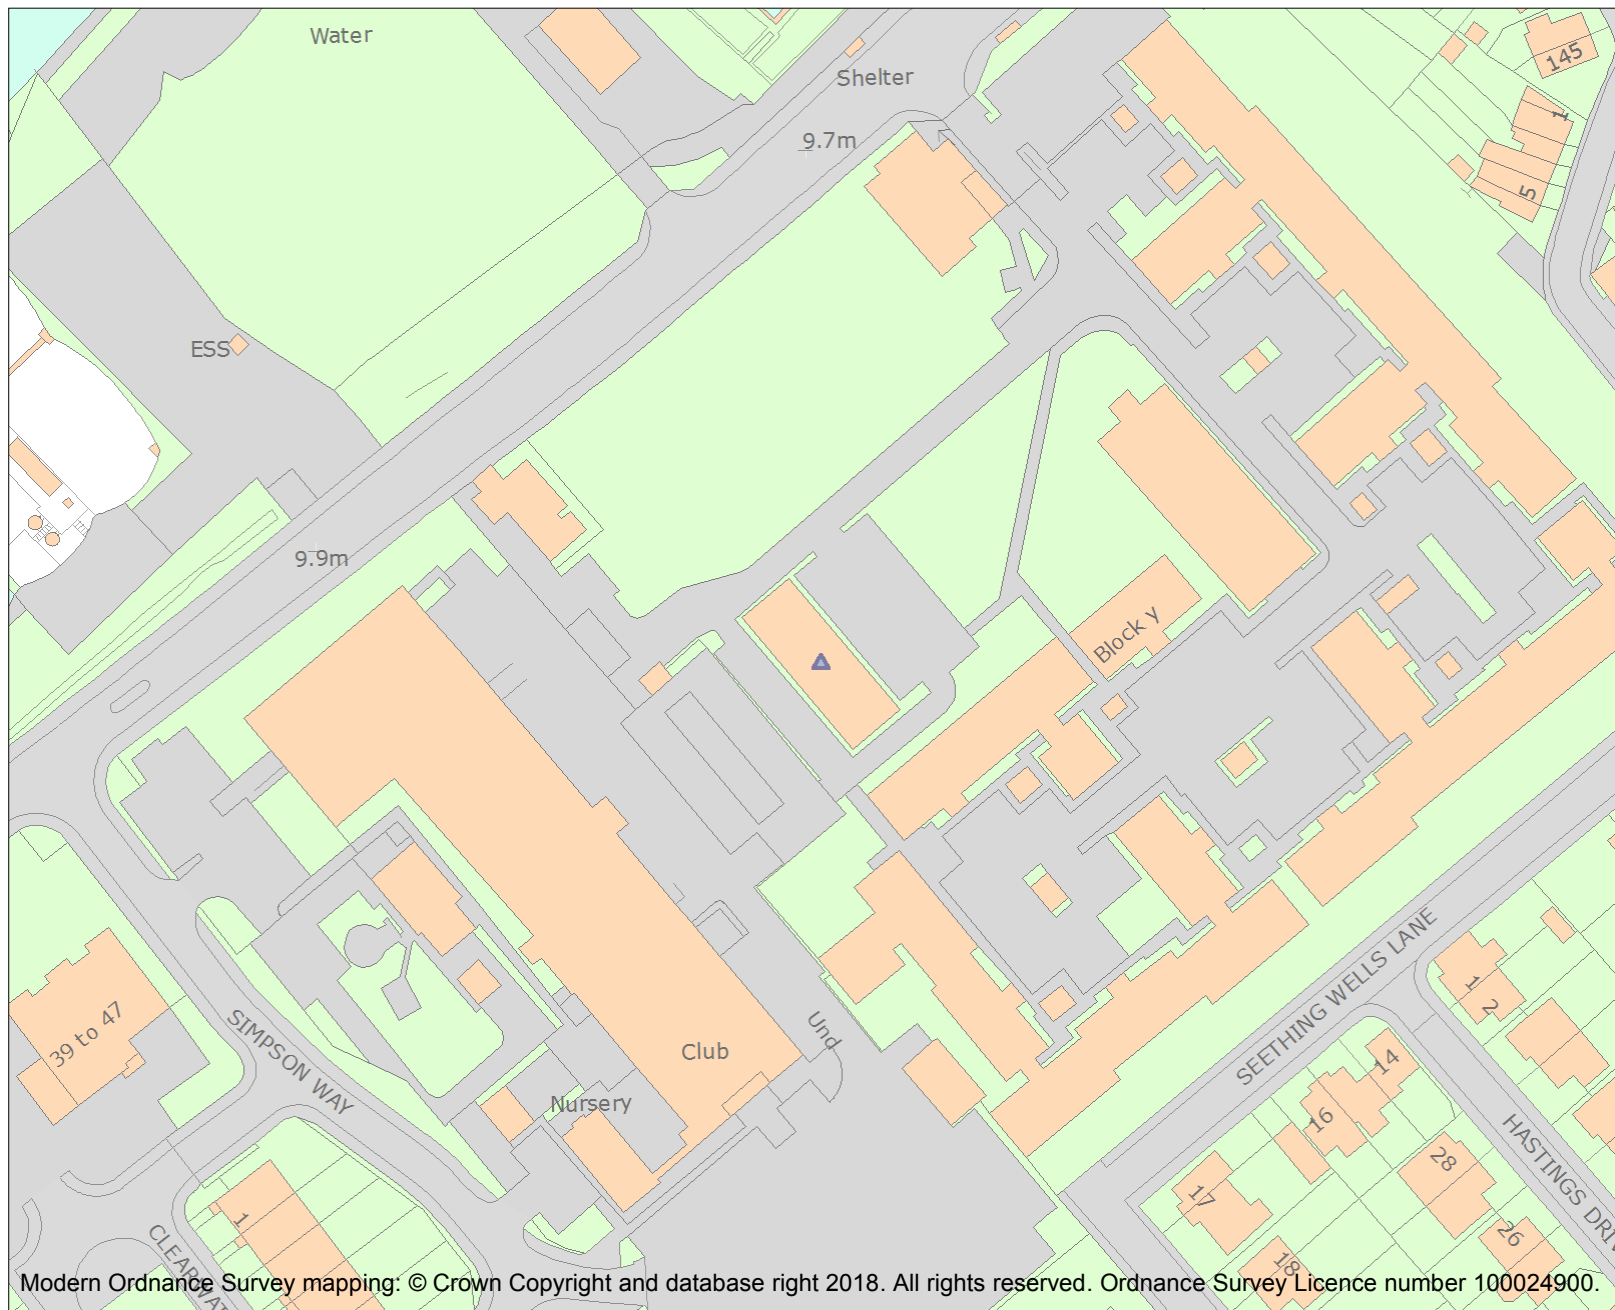 Water
Shelter
145
1
9.7m
5
ESS
9.9m
Block y
SEETHING WELLS LANE
1
2
39 to 47
SIMPSON WAY
Und
Club
14
Nursery
16
HASTINGS DRIV
28
17
1
26
18
CLEARWAT
Modern Ordnance Survey mapping: © Crown Copyright and database right 2018. All rights reserved. Ordnance Survey Licence number 100024900.